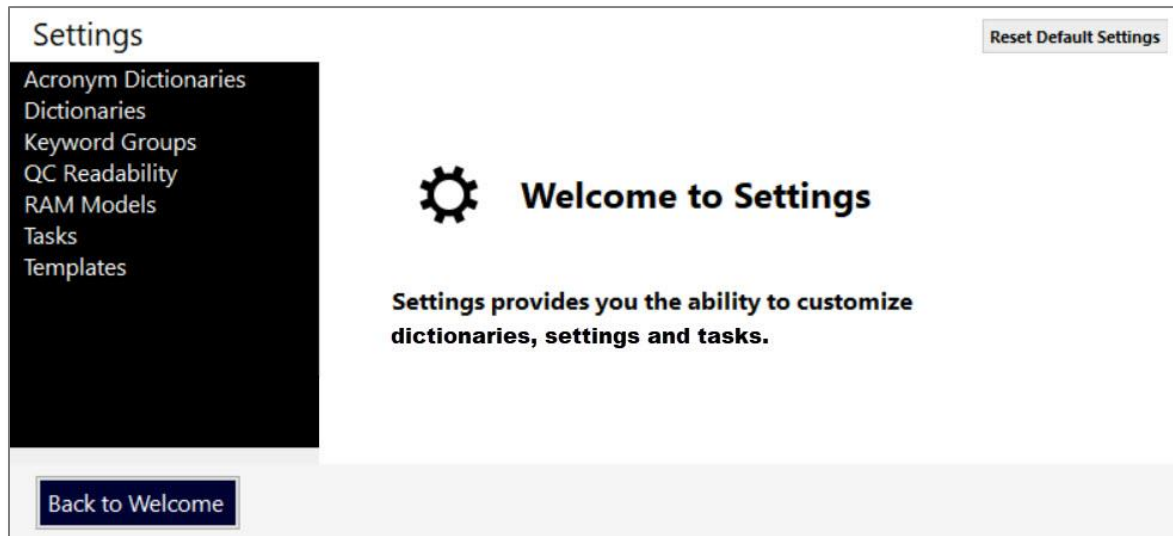 Settings
Reset Default Settings
Acronym Dictionaries
Dictionaries
Keyword Groups
QC Readability
RAM Models
Tasks
Templates
Welcome to Settings
Settings provides you the ability to customize
dictionaries, settings and tasks.
Back to Welcome